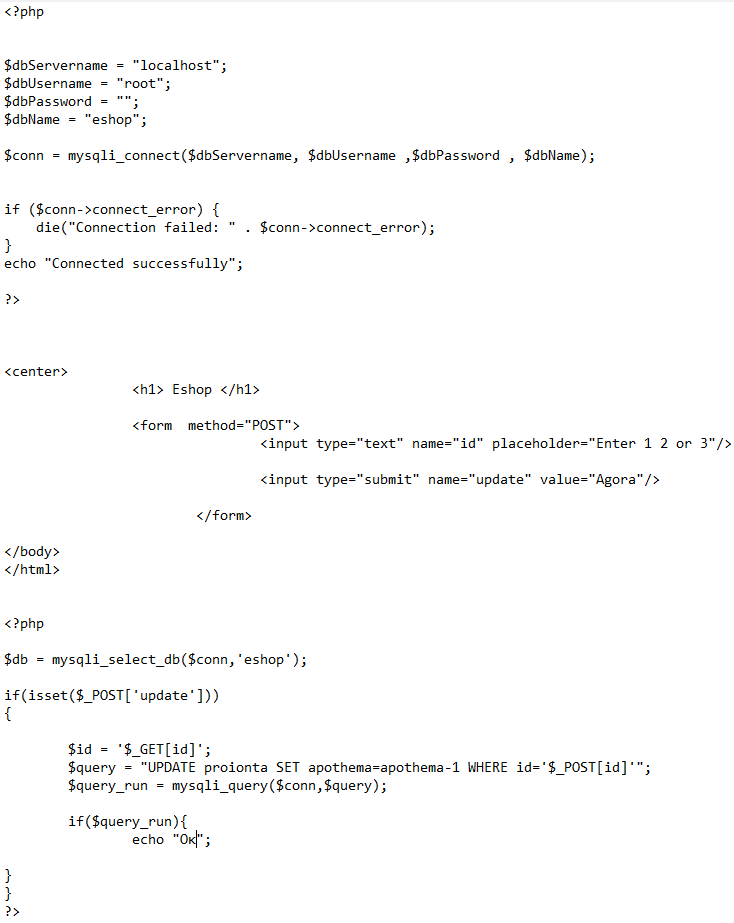 <?php
$dbServername = "localhost";
$dbUsername = "root";
$dbPassword = "";
$dbName = "eshop";
$conn = mysqli_connect($dbServername, $dbUsername ,$dbPassword , $dbName);
if ($conn->connect_error) {
    die("Connection failed: " . $conn->connect_error);
}
echo "Connected successfully";
?>
<center>
                <h1> Eshop </h1>
                <form  method="POST">
                                <input type="text" name="id" placeholder="Enter 1 2 or 3"/>
                                <input type="submit" name="update" value="Agora"/>
                        </form>
</body>
</html>
<?php
$db = mysqli_select_db($conn,'eshop');
if(isset($_POST['update']))
{
        $id = '$_GET[id]';
        $query = "UPDATE proionta SET apothema=apothema-1 WHERE id='$_POST[id]'";
        $query_run = mysqli_query($conn,$query);
        if($query_run){
                echo "Οκ";
}
}
?>